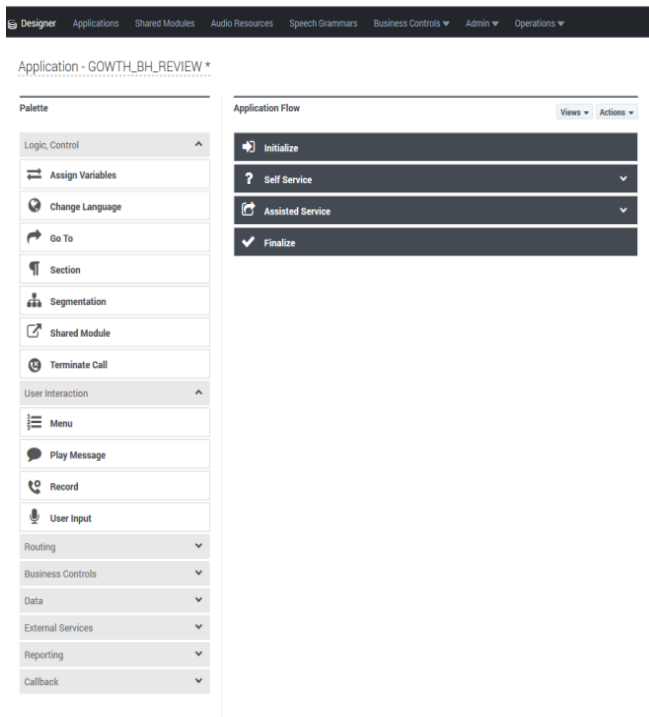 Designer Applications Shared Modules Audio Resources Speech Grammars Business Controls Admin Operations
Application - GOWTH_BH_REVIEW *
Palette
Logic, Control
Assign Variables
Change Language
Go To
Section
Segmentation
Shared Module
Terminate Call
User Interaction
Menu
Play Message
Record
User Input
Routing
Business Controls
Data
External Services
Reporting
Callback
Application Flow
Views Actions
Initialize
Self Service
Assisted Service
Finalize